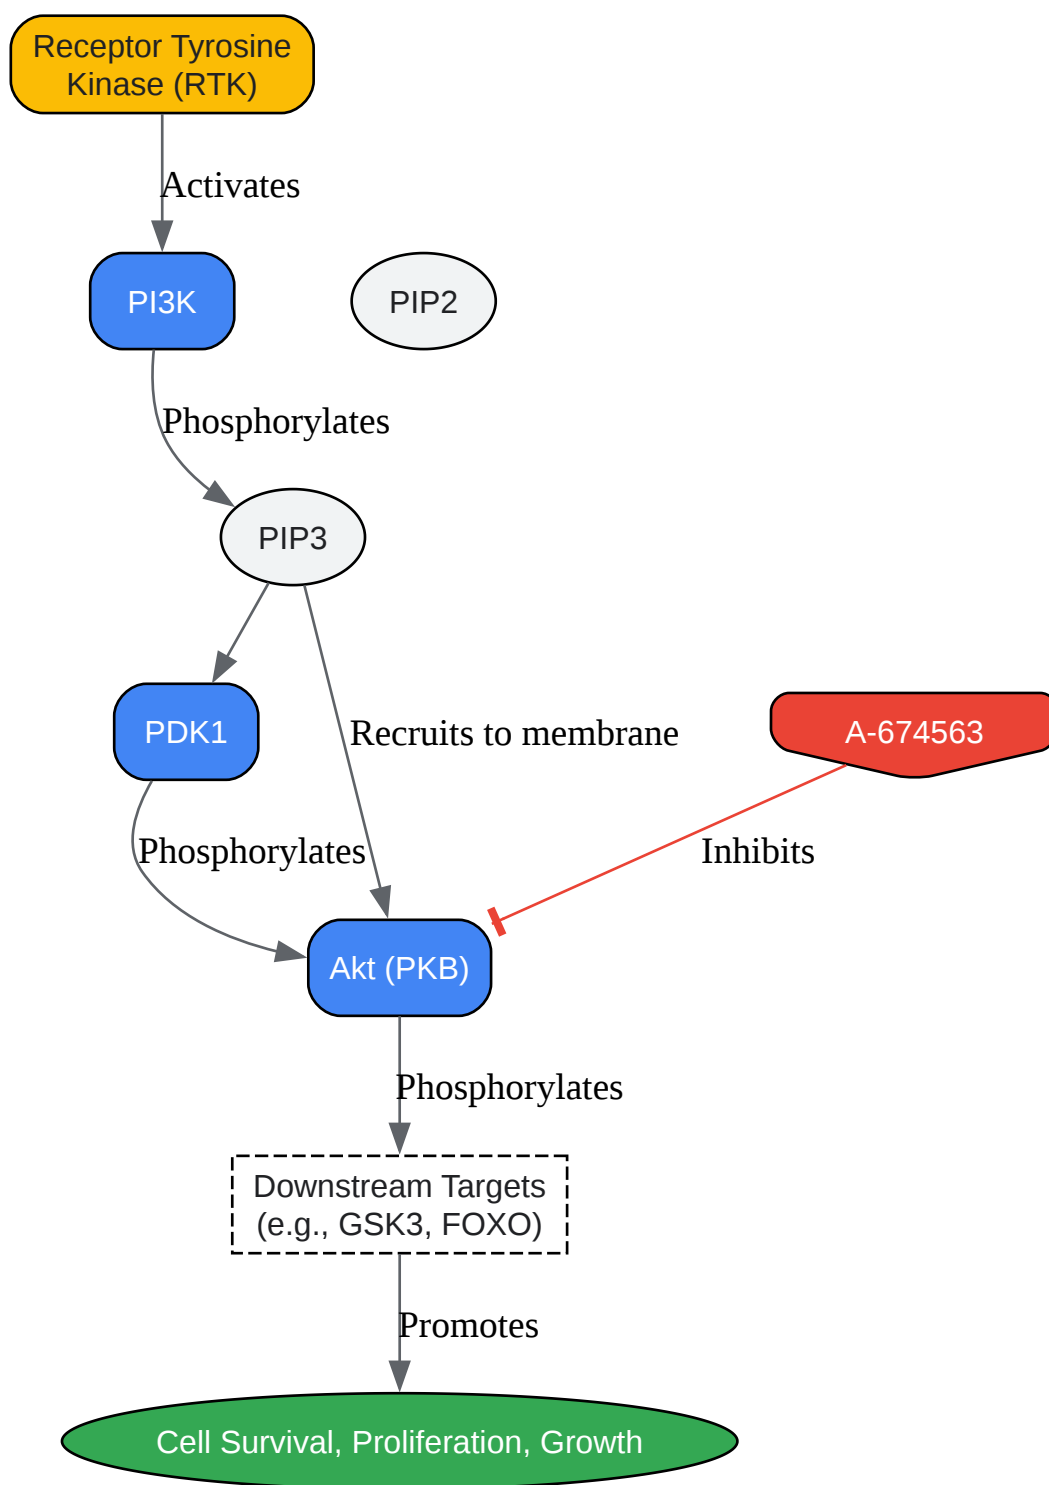 Receptor Tyrosine
Kinase (RTK)
Activates
PI3K
PIP2
Phosphorylates
PIP3
PDK1
Recruits to membrane
A-674563
Phosphorylates
Inhibits
Akt (PKB)
Phosphorylates
Downstream Targets
(e.g., GSK3, FOXO)
Promotes
Cell Survival, Proliferation, Growth